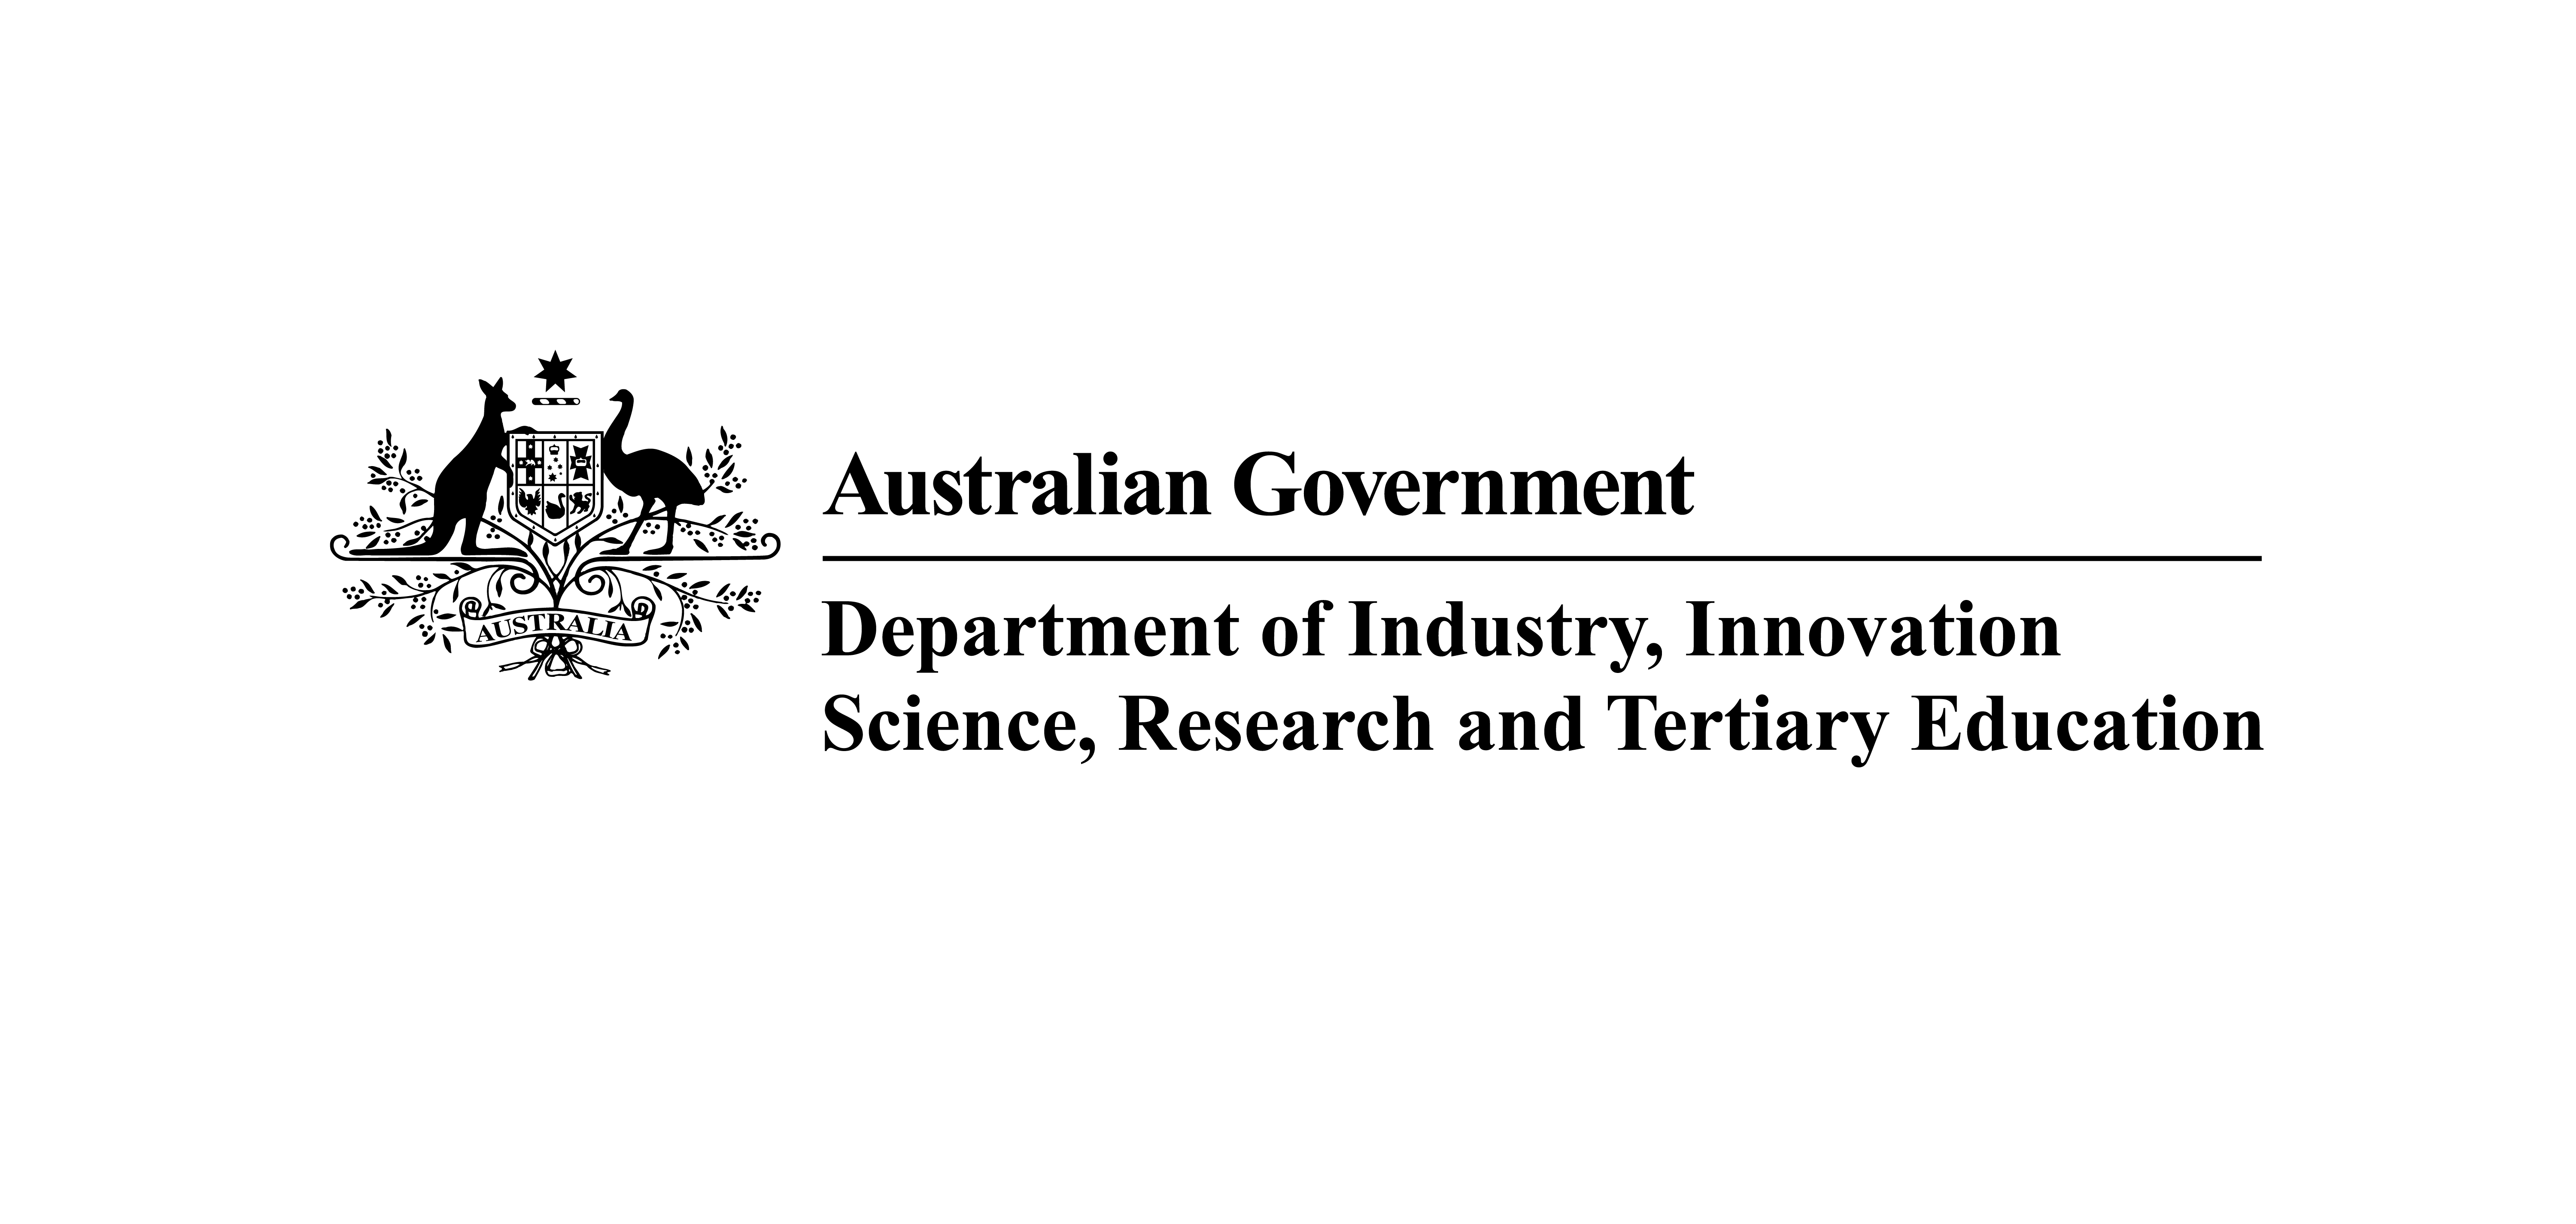 AUSTRALIA
Australian Government
Department of Industry, Innovation
Science, Research and Tertiary Education